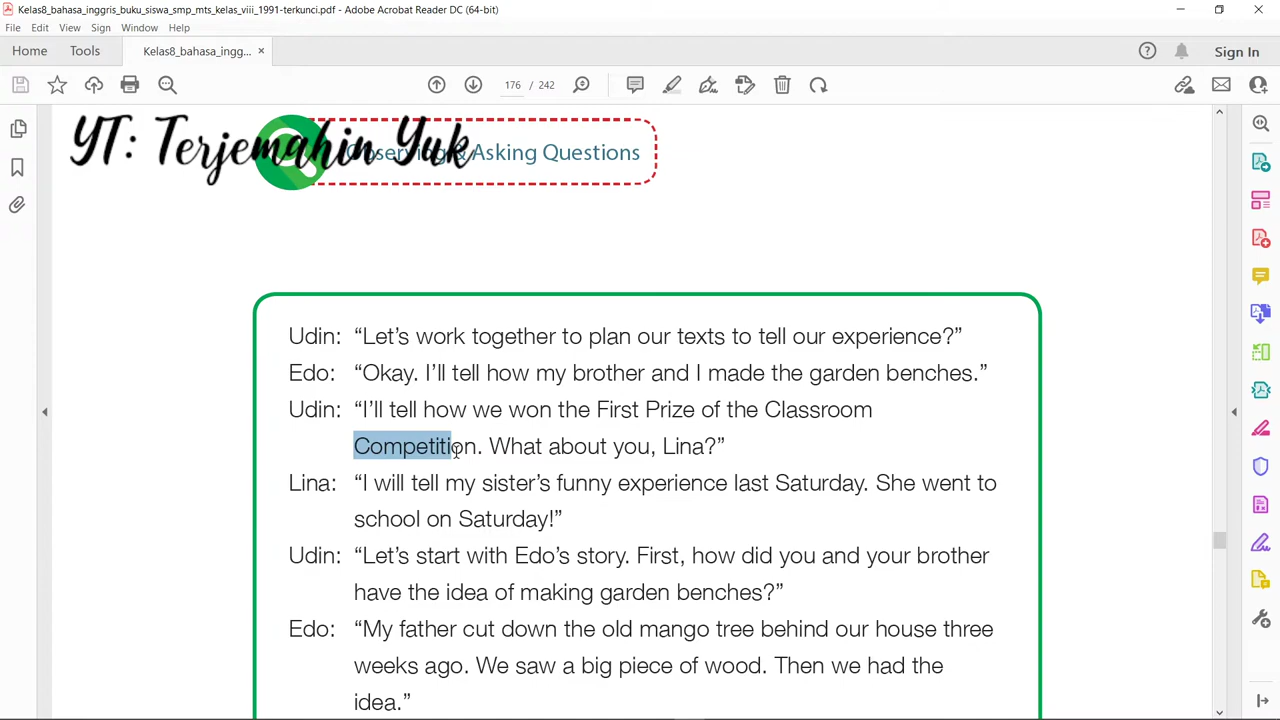 Kelas8_bahasa_inggris_buku_siswa_smp_mts_kelas_viii_1991-terkunci.pdf - Adobe Acrobat Reader DC (64-bit)
File Edit View Sign Window Help
Home Tools Kelas8_bahasa_ingg... × Sign In
176 / 242
YT: Terjemahin Yuk
Observing & Asking Questions
Udin: “Let’s work together to plan our texts to tell our experience?”
Edo: “Okay. I’ll tell how my brother and I made the garden benches.”
Udin: “I’ll tell how we won the First Prize of the Classroom
Competition. What about you, Lina?”
Lina: “I will tell my sister’s funny experience last Saturday. She went to
school on Saturday!”
Udin: “Let’s start with Edo’s story. First, how did you and your brother
have the idea of making garden benches?”
Edo: “My father cut down the old mango tree behind our house three
weeks ago. We saw a big piece of wood. Then we had the
idea.”